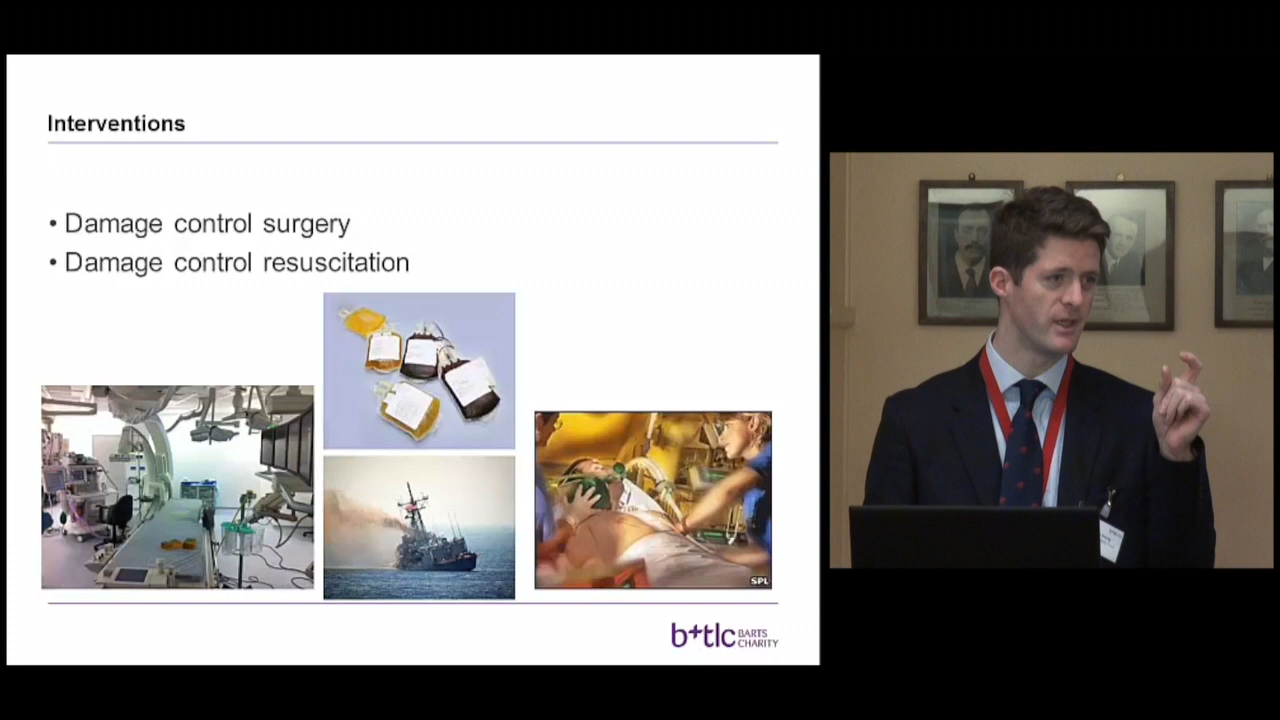 Interventions
• Damage control surgery
• Damage control resuscitation
SPL
b+tlc BARTS
CHARITY